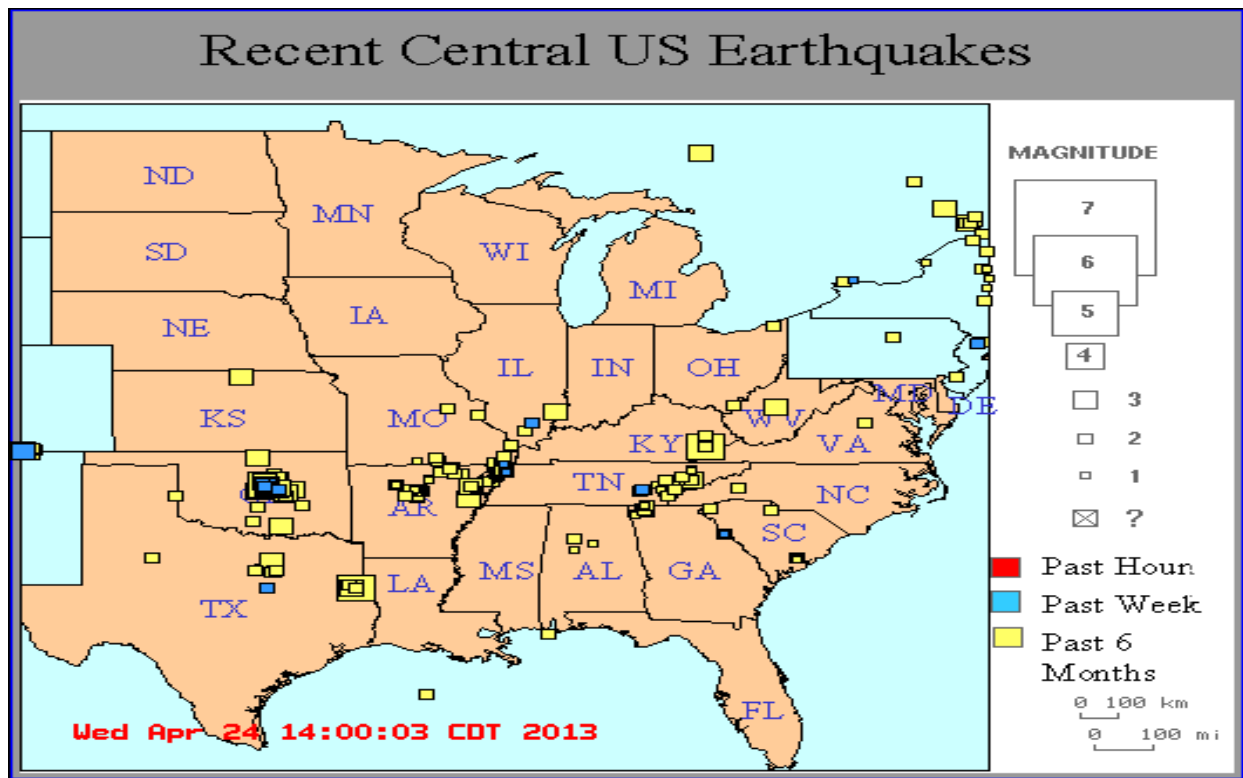 Recent Central US Earthquakes
MAGNITUDE
7
6
5
4
3
2
1
?
ND
MN
SD
WI
MI
NE
IA
IL
IN
OH
MD
DE
KS
MO
WV
KY
VA
TN
NC
AR
SC
MS
AL
GA
LA
TX
FL
Past Houn
Past Week
Past 6
Months
0 100 km
0 100 mi
Wed Apr 24 14:00:03 CDT 2013